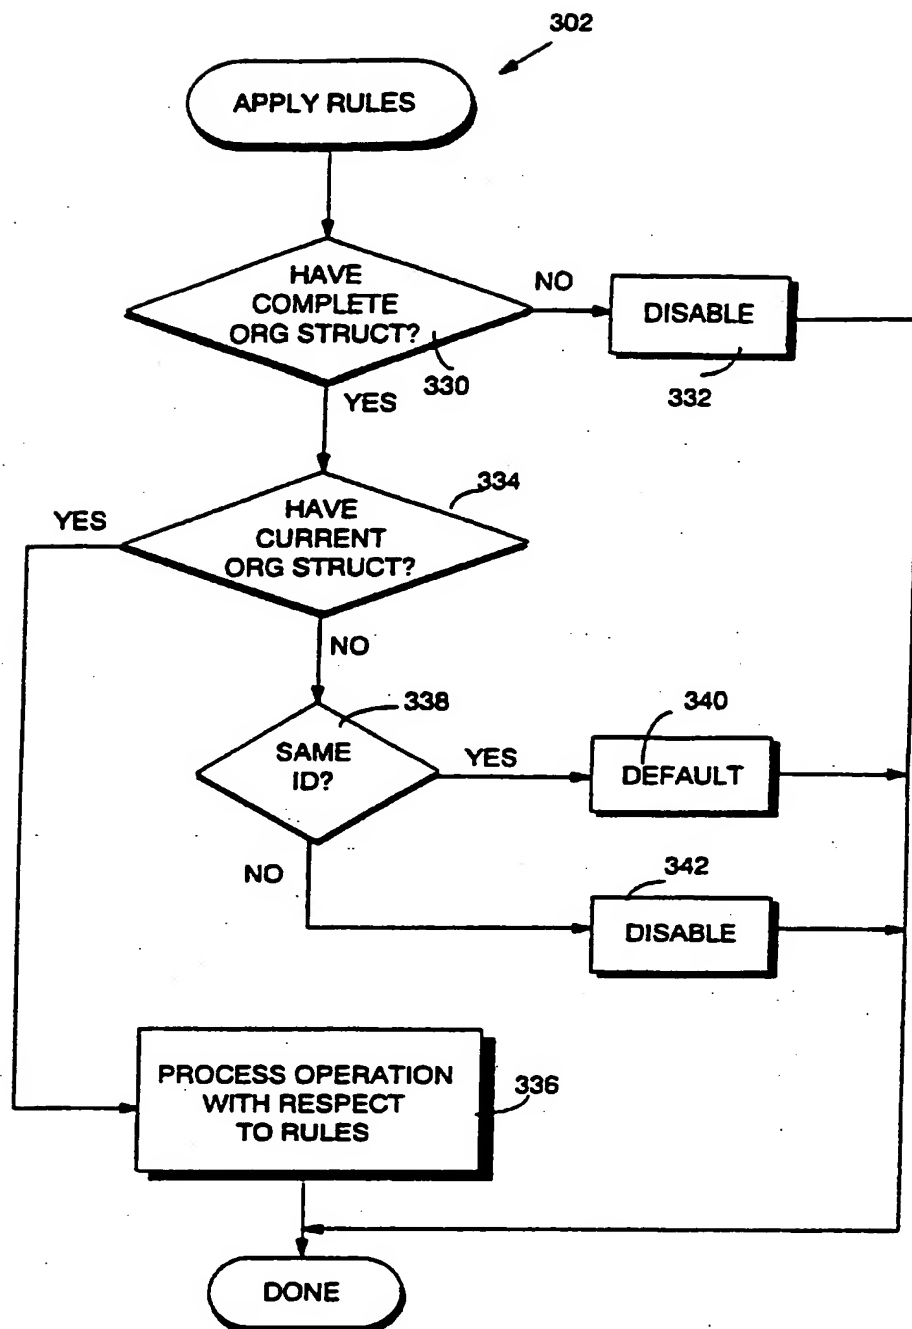 302
APPLY RULES
HAVE
COMPLETE
ORG STRUCT?
330
NO
DISABLE
332
YES
334
HAVE
CURRENT
ORG STRUCT?
YES
NO
338
SAME
ID?
YES
340
DEFAULT
NO
342
DISABLE
PROCESS OPERATION
WITH RESPECT
TO RULES
336
DONE